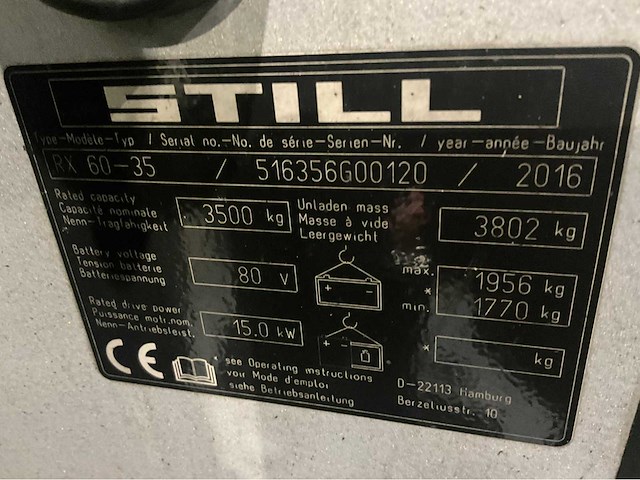 STILL
Type-Modèle-Typ / Serial no.-No. de série-Serien-Nr. / year-année-Baujahr
RX 60-35 / 516356G00120 / 2016
Rated capacity
Capacité nominale
Nenn-Tragfähigkeit
3500 kg
Unladen mass
Masse à vide
Leergewicht
3802 kg
Battery voltage
Tension batterie
Batteriespannung
80 V
+ -
max. 1956 kg
*
min. 1770 kg
Rated drive power
Puissance motr.nom.
Nenn-Antriebsleist.
15.0 kW
+ -
* kg
CE
see Operating instructions
voir Mode d'emploi
siehe Betriebsanleitung
D-22113 Hamburg
Berzeliusstr. 10